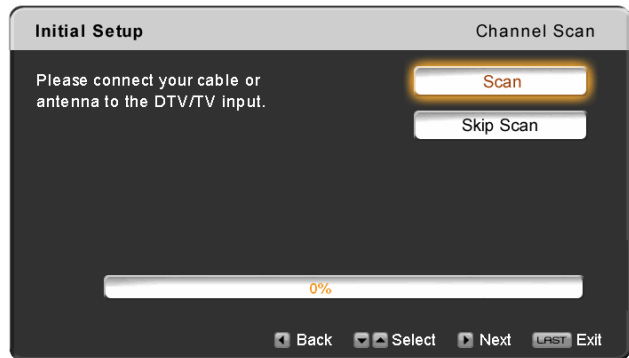 Initial Setup
Channel Scan
Please connect your cable or
antenna to the DTV/TV input.
Scan
Skip Scan
0%
Back Select Next LAST Exit